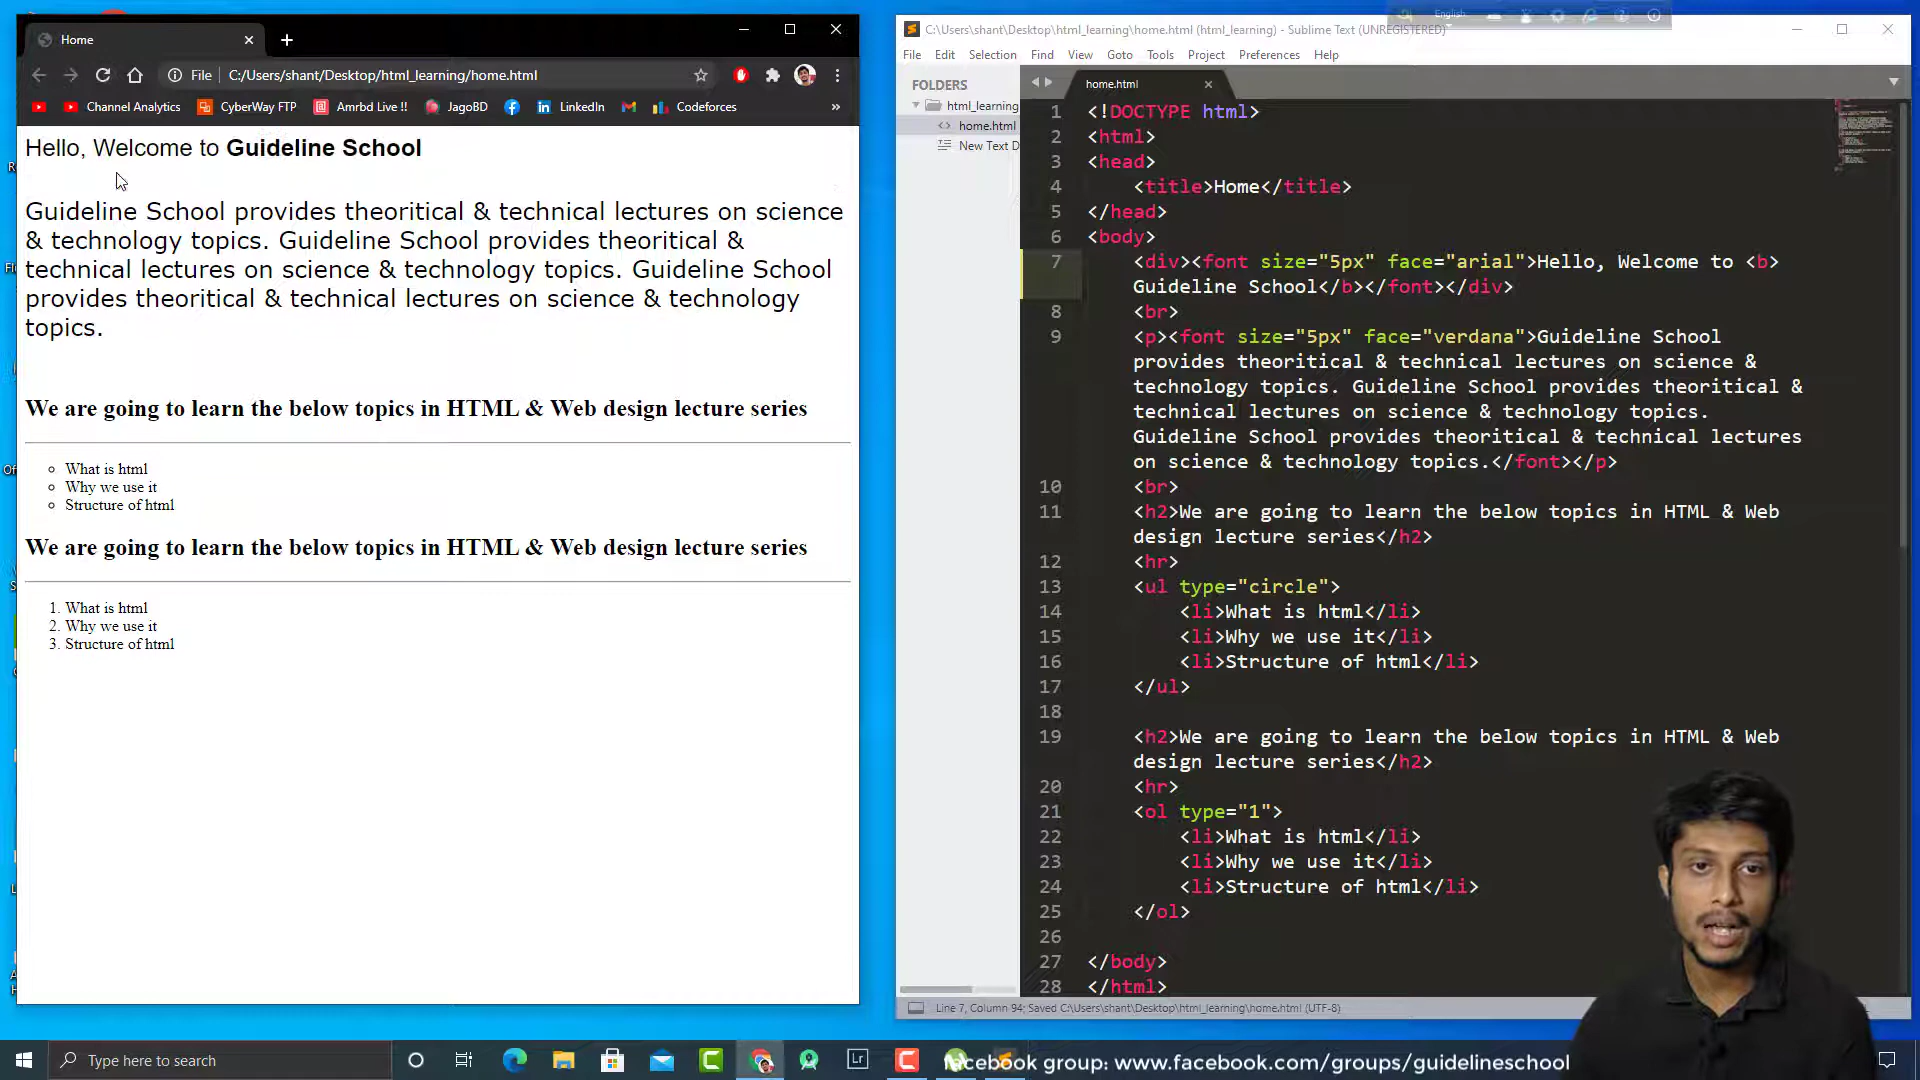 Home
File
C:/Users/shant/Desktop/html_learning/home.html
Channel Analytics
CyberWay FTP
Amrbd Live !!
JagoBD
LinkedIn
Codeforces
»
Hello, Welcome to Guideline School
Guideline School provides theoritical & technical lectures on science
& technology topics. Guideline School provides theoritical &
technical lectures on science & technology topics. Guideline School
provides theoritical & technical lectures on science & technology
topics.
We are going to learn the below topics in HTML & Web design lecture series
What is html
Why we use it
Structure of html
We are going to learn the below topics in HTML & Web design lecture series
1. What is html
2. Why we use it
3. Structure of html
C:\Users\shant\Desktop\html_learning\home.html (html_learning) - Sublime Text (UNREGISTERED)
English
File Edit Selection Find View Goto Tools Project Preferences Help
FOLDERS
html_learning
home.html
New Text D
home.html
1 <!DOCTYPE html>
2 <html>
3 <head>
4 <title>Home</title>
5 </head>
6 <body>
7 <div><font size="5px" face="arial">Hello, Welcome to <b>
Guideline School</b></font></div>
8 <br>
9 <p><font size="5px" face="verdana">Guideline School
provides theoritical & technical lectures on science &
technology topics. Guideline School provides theoritical &
technical lectures on science & technology topics.
Guideline School provides theoritical & technical lectures
on science & technology topics.</font></p>
10 <br>
11 <h2>We are going to learn the below topics in HTML & Web
design lecture series</h2>
12 <hr>
13 <ul type="circle">
14 <li>What is html</li>
15 <li>Why we use it</li>
16 <li>Structure of html</li>
17 </ul>
18
19 <h2>We are going to learn the below topics in HTML & Web
design lecture series</h2>
20 <hr>
21 <ol type="1">
22 <li>What is html</li>
23 <li>Why we use it</li>
24 <li>Structure of html</li>
25 </ol>
26
27 </body>
28 </html>
Line 7, Column 94; Saved C:\Users\shant\Desktop\html_learning\home.html (UTF-8)
Type here to search
Lrc
facebook group: www.facebook.com/groups/guidelineschool